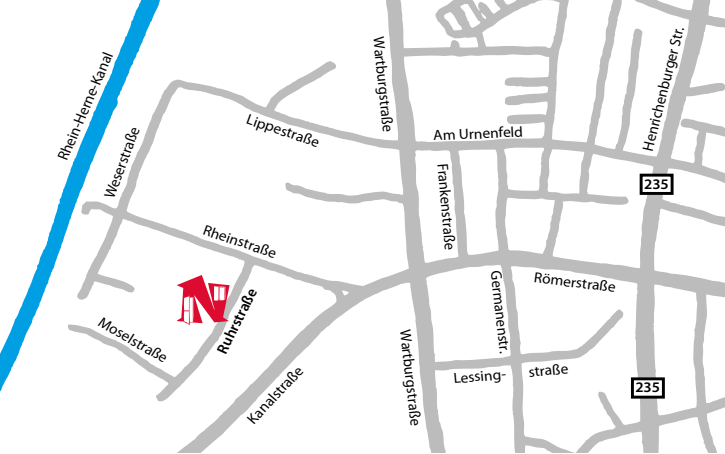 Rhein-Herne-Kanal
Wartburgstraße
Henrichenburger Str.
Lippestraße
Am Urnenfeld
Weserstraße
Frankenstraße
235
Rheinstraße
Römerstraße
Germanenstr.
Ruhrstraße
Moselstraße
Wartburgstraße
Kanalstraße
Lessing-
straße
235